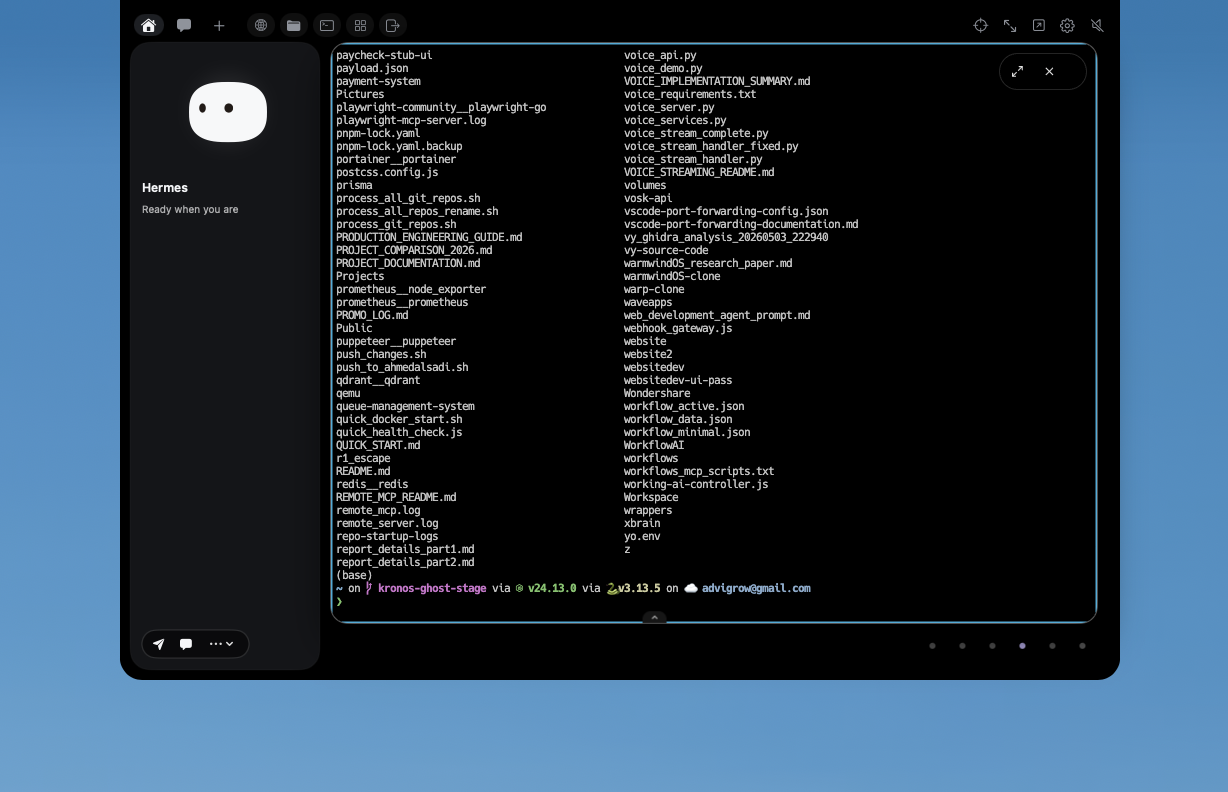 Hermes
Ready when you are
paycheck-stub-ui voice_api.py
payload.json voice_demo.py
payment-system VOICE_IMPLEMENTATION_SUMMARY.md
Pictures voice_requirements.txt
playwright-community__playwright-go voice_server.py
playwright-mcp-server.log voice_services.py
pnpm-lock.yaml voice_stream_complete.py
pnpm-lock.yaml.backup voice_stream_handler_fixed.py
portainer__portainer voice_stream_handler.py
postcss.config.js VOICE_STREAMING_README.md
prisma volumes
process_all_git_repos.sh vosk-api
process_all_repos_rename.sh vscode-port-forwarding-config.json
process_git_repos.sh vscode-port-forwarding-documentation.md
PRODUCTION_ENGINEERING_GUIDE.md vy_ghidra_analysis_20260503_222940
PROJECT_COMPARISON_2026.md vy-source-code
PROJECT_DOCUMENTATION.md warmwindOS_research_paper.md
Projects warmwindOS-clone
prometheus__node_exporter warp-clone
prometheus__prometheus waveapps
PROMO_LOG.md web_development_agent_prompt.md
Public webhook_gateway.js
puppeteer__puppeteer website
push_changes.sh website2
push_to_ahmedalsadi.sh websitedev
qdrant__qdrant websitedev-ui-pass
qemu Wondershare
queue-management-system workflow_active.json
quick_docker_start.sh workflow_data.json
quick_health_check.js workflow_minimal.json
QUICK_START.md WorkflowAI
r1_escape workflows
README.md workflows_mcp_scripts.txt
redis__redis working-ai-controller.js
REMOTE_MCP_README.md Workspace
remote_mcp.log wrappers
remote_server.log xbrain
repo-startup-logs yo.env
report_details_part1.md z
report_details_part2.md
(base)
~ on kronos-ghost-stage via v24.13.0 via 🐍v3.13.5 on ☁️ advigrow@gmail.com
❯